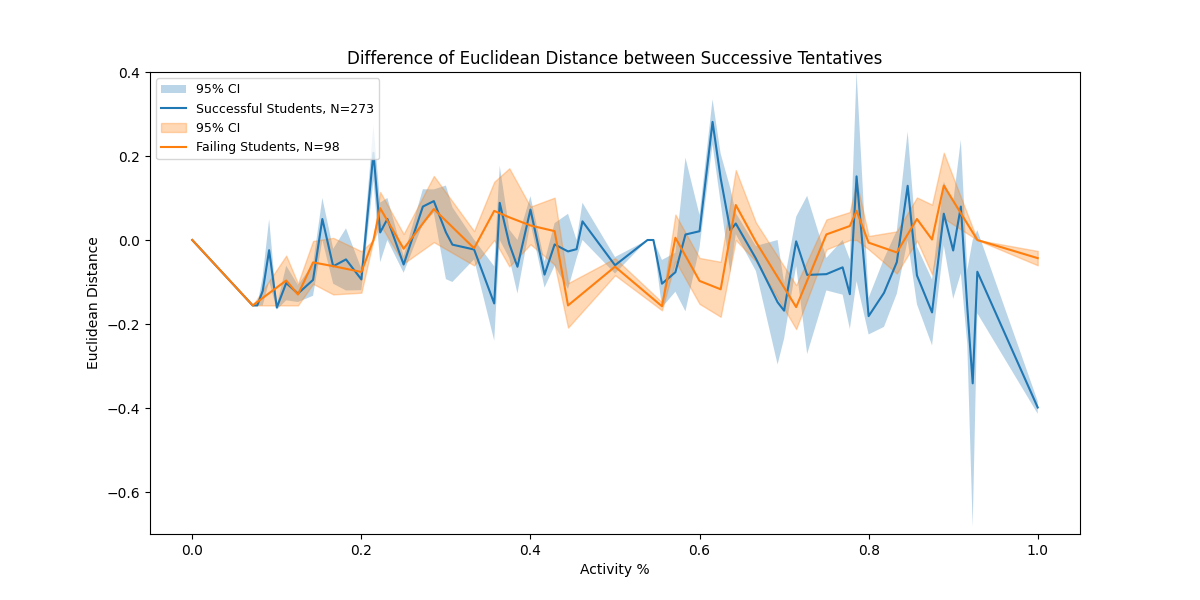 Difference of Euclidean Distance between Successive Tentatives
95% CI
Successful Students, N=273
95% CI
Failing Students, N=98
Euclidean Distance
0.4
0.2
0.0
−0.2
−0.4
−0.6
0.0 0.2 0.4 0.6 0.8 1.0
Activity %